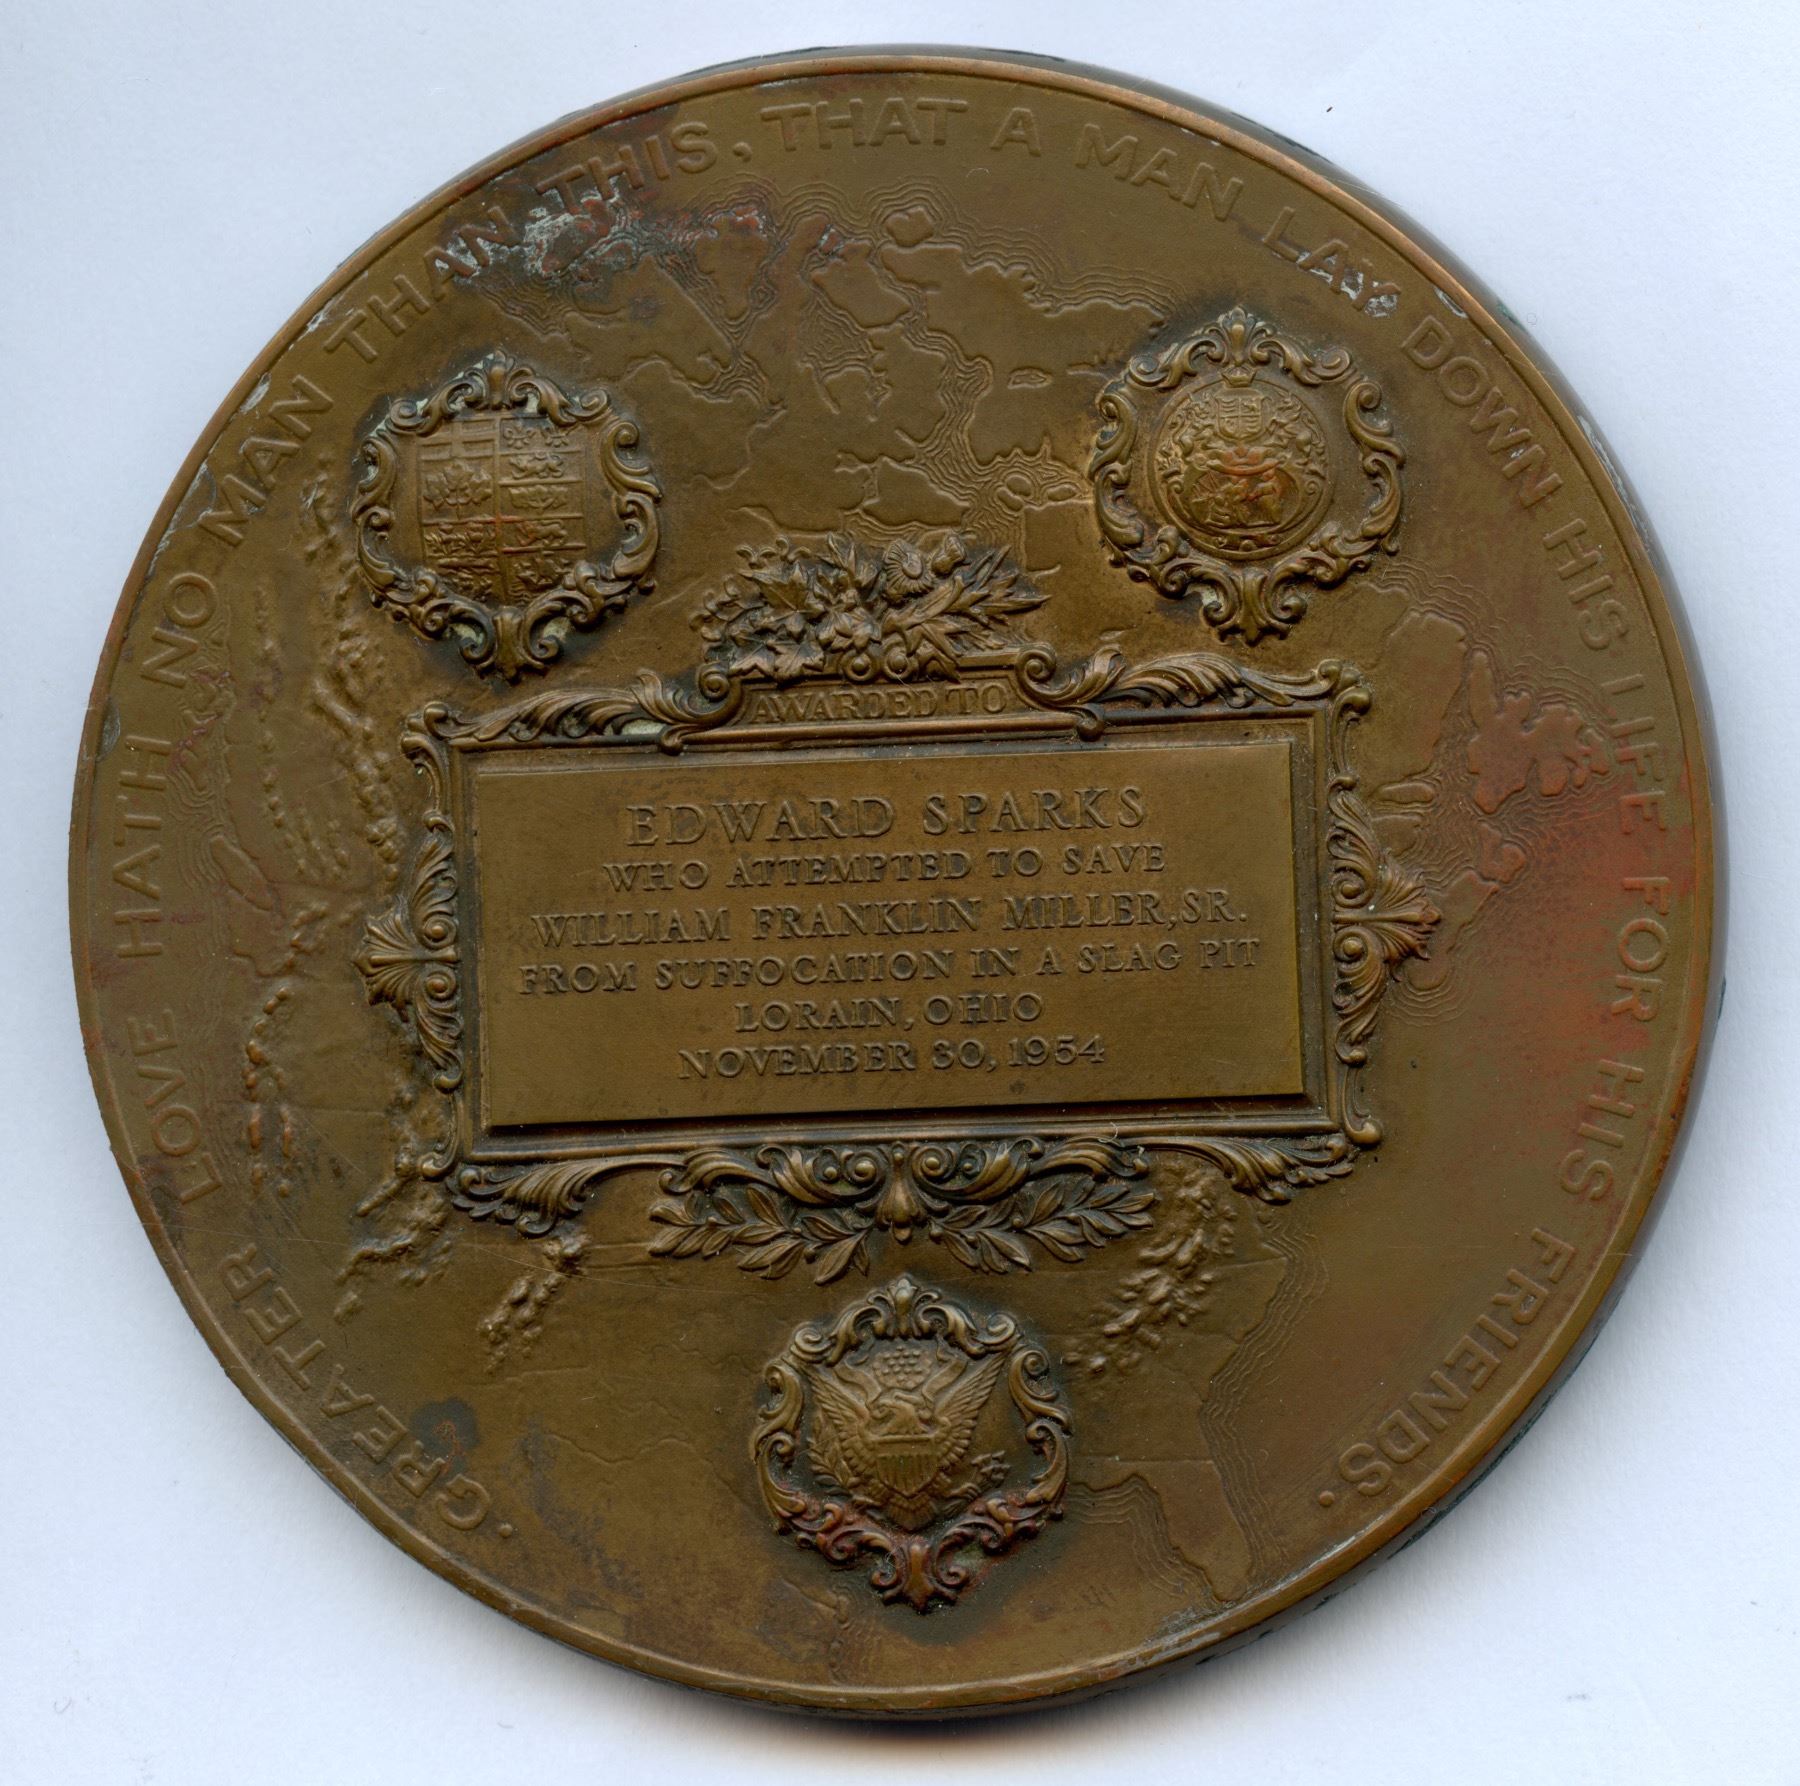 . GREATER LOVE HATH NO MAN THAN THIS, THAT A MAN LAY DOWN HIS LIFE FOR HIS FRIENDS .
AWARDED TO
EDWARD SPARKS
WHO ATTEMPTED TO SAVE
WILLIAM FRANKLIN MILLER, SR.
FROM SUFFOCATION IN A SLAG PIT
LORAIN, OHIO
NOVEMBER 30, 1954